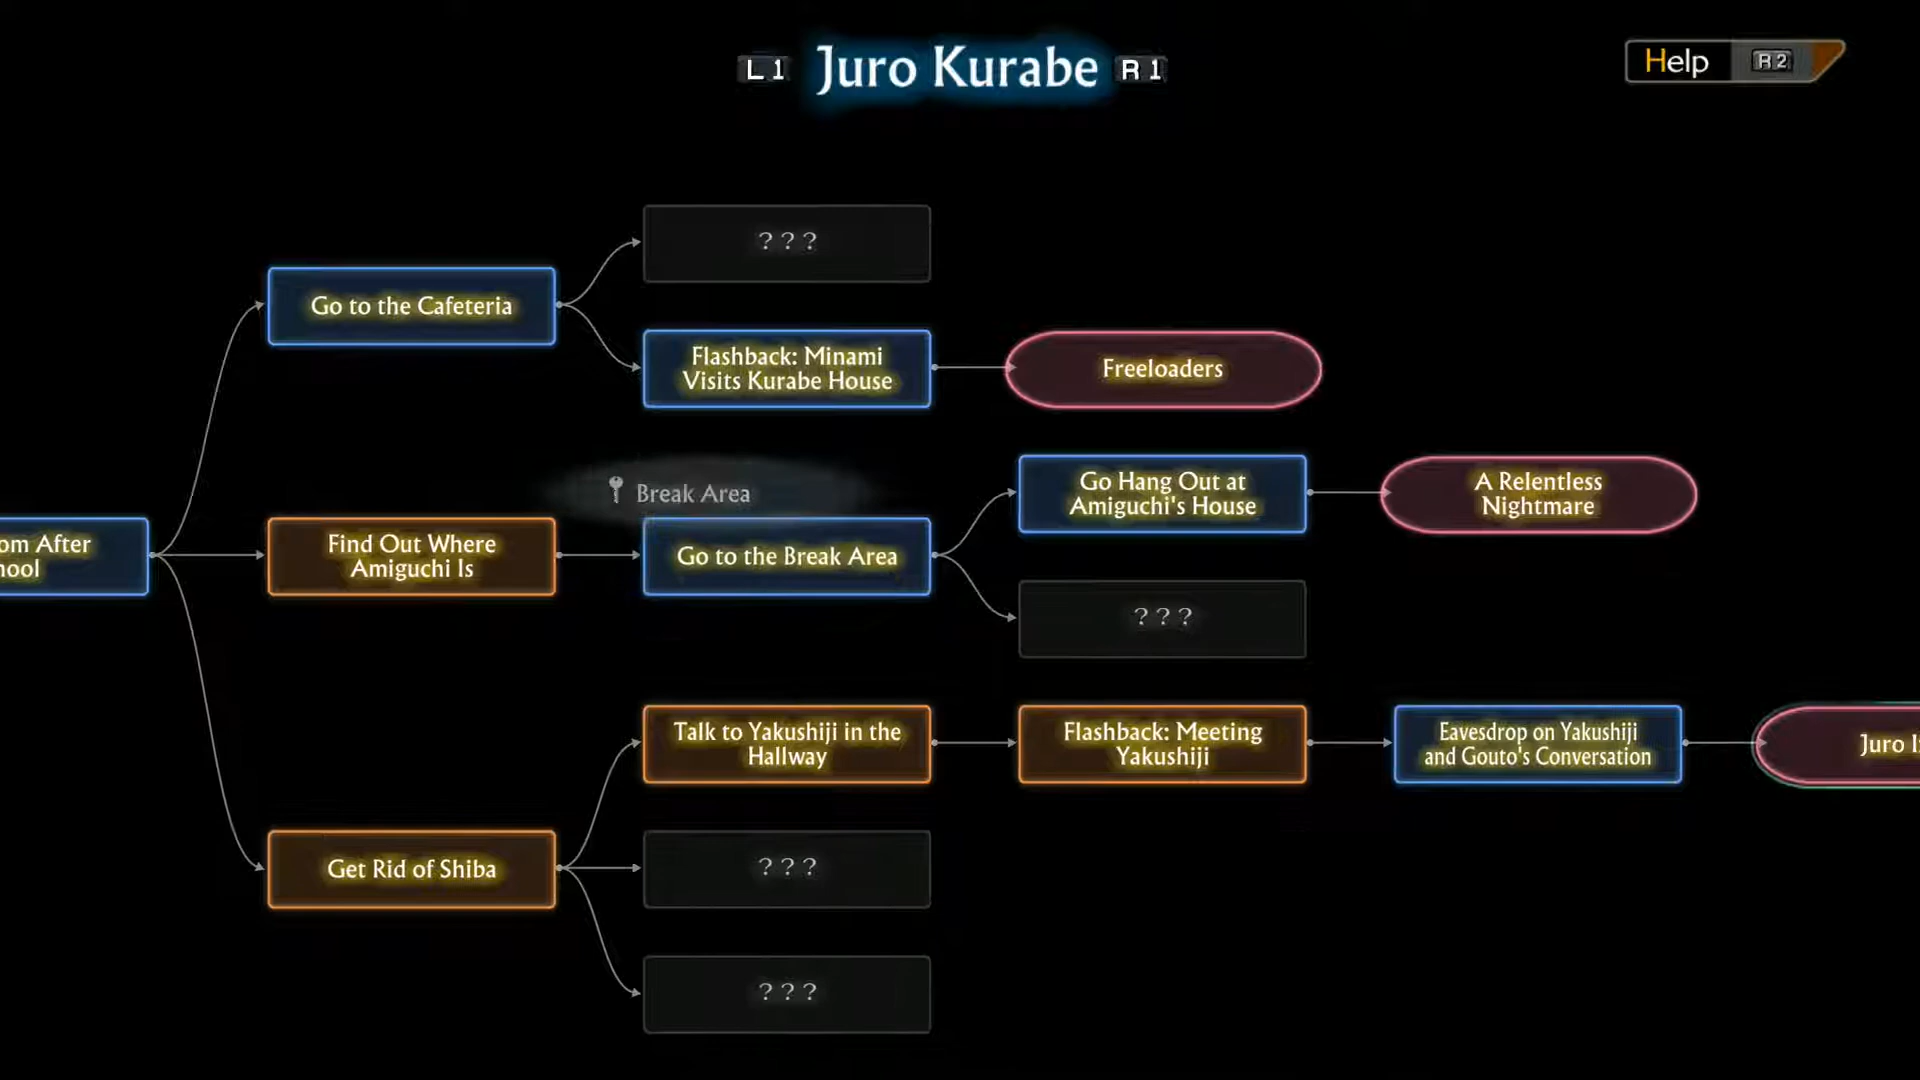 L1 Juro Kurabe R1
Help R2
? ? ?
Go to the Cafeteria
Flashback: Minami
Visits Kurabe House
Freeloaders
Break Area
Go Hang Out at
Amiguchi's House
A Relentless
Nightmare
om After
ool
Find Out Where
Amiguchi Is
Go to the Break Area
? ? ?
Talk to Yakushiji in the
Hallway
Flashback: Meeting
Yakushiji
Eavesdrop on Yakushiji
and Gouto's Conversation
Juro
Get Rid of Shiba
? ? ?
? ? ?